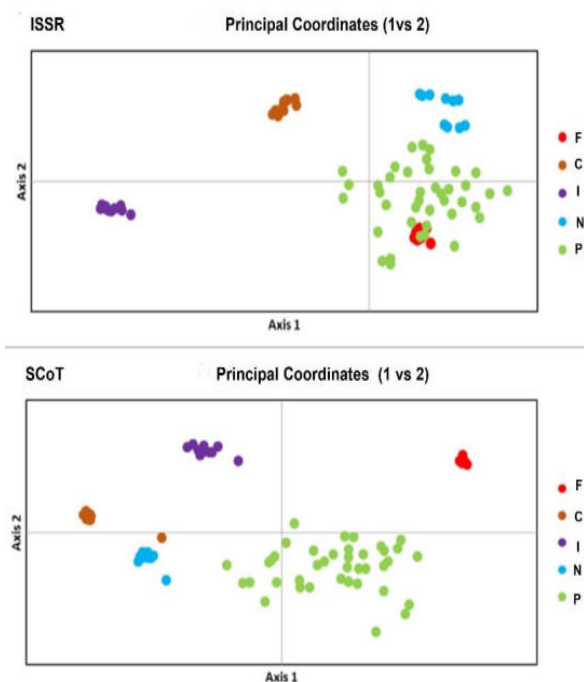 ISSR Principal Coordinates (1vs 2)
Axis 2
F
C
I
N
P
Axis 1
SCoT Principal Coordinates (1 vs 2)
Axis 2
F
C
I
N
P
Axis 1